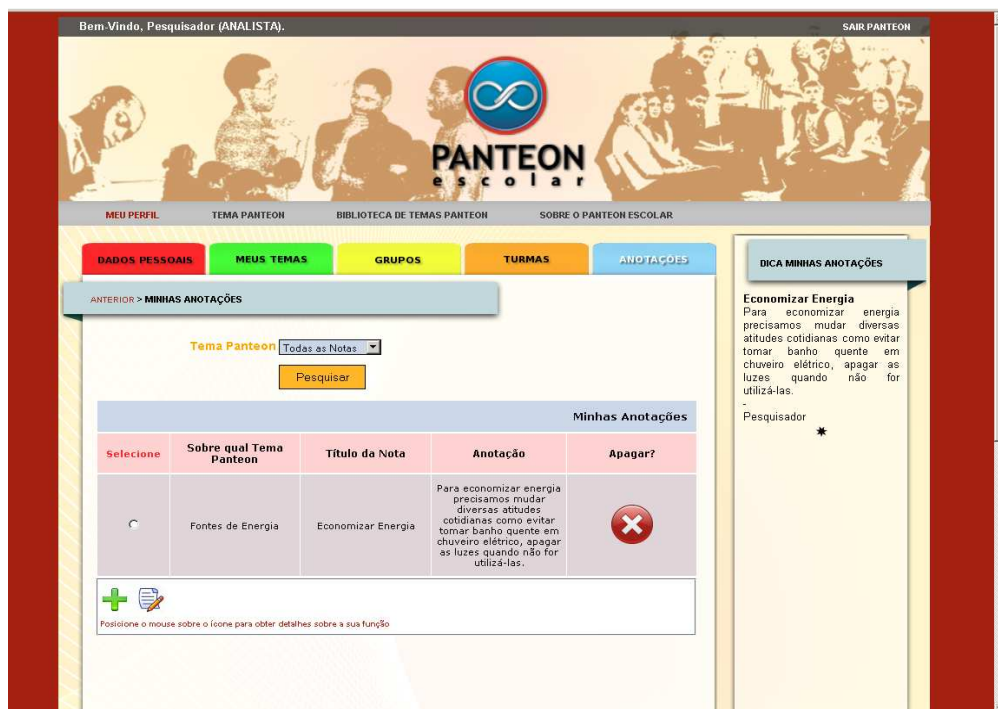 Bem-Vindo, Pesquisador (ANALISTA).
SAIR PANTEON
PANTEON
escolar
MEU PERFIL
TEMA PANTEON
BIBLIOTECA DE TEMAS PANTEON
SOBRE O PANTEON ESCOLAR
DADOS PESSOAIS
MEUS TEMAS
GRUPOS
TURMAS
ANOTAÇÕES
ANTERIOR > MINHAS ANOTAÇÕES
Tema Panteon Todas as Notas
Pesquisar
Minhas Anotações
Selecione
Sobre qual Tema
Panteon
Título da Nota
Anotação
Apagar?
Fontes de Energia
Economizar Energia
Para economizar energia
precisamos mudar
diversas atitudes
cotidianas como evitar
tomar banho quente em
chuveiro elétrico, apagar
as luzes quando não for
utilizá-las.
Posicione o mouse sobre o ícone para obter detalhes sobre a sua função
DICA MINHAS ANOTAÇÕES
Economizar Energia
Para economizar energia
precisamos mudar diversas
atitudes cotidianas como evitar
tomar banho quente em
chuveiro elétrico, apagar as
luzes quando não for
utilizá-las.
-
Pesquisador